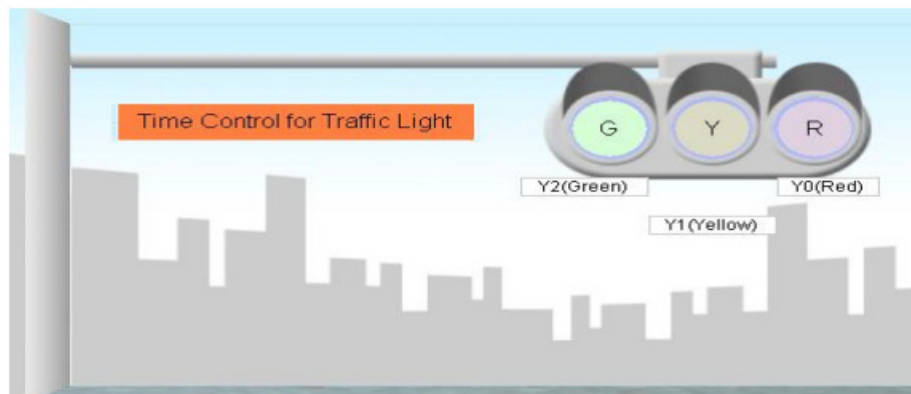 Time Control for Traffic Light
G Y R
Y2(Green)
Y0(Red)
Y1(Yellow)